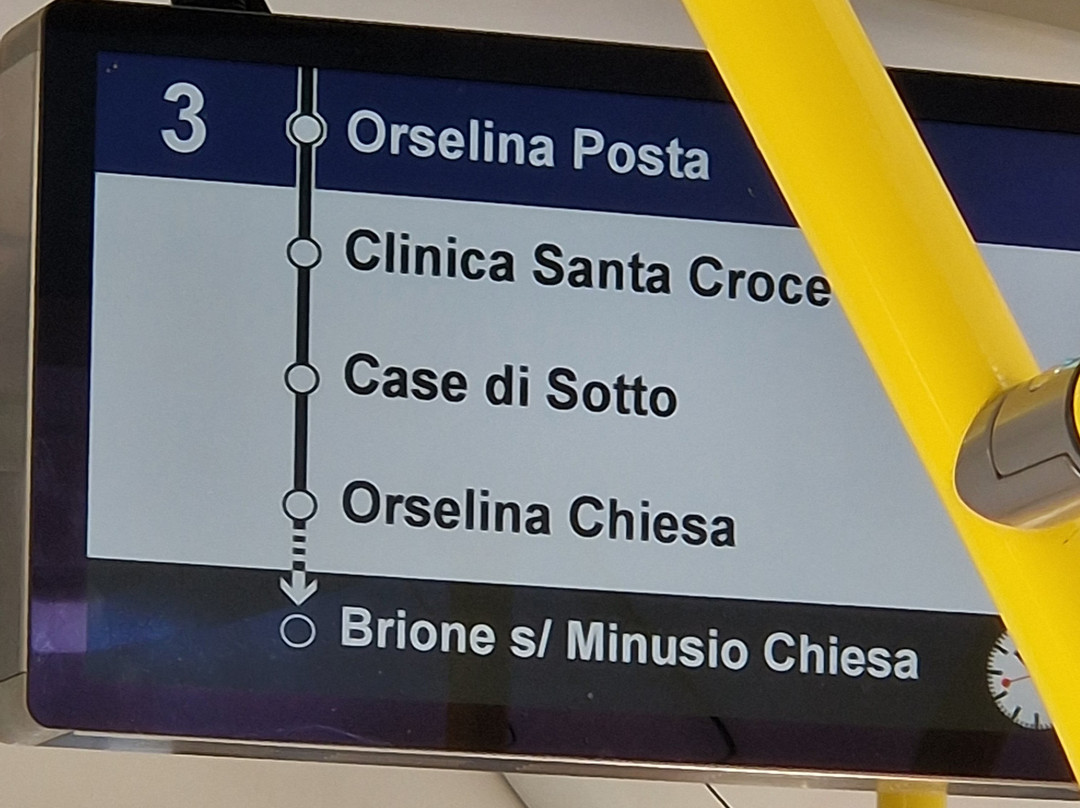 3
Orselina Posta
Clinica Santa Croce
Case di Sotto
Orselina Chiesa
Brione s/ Minusio Chiesa